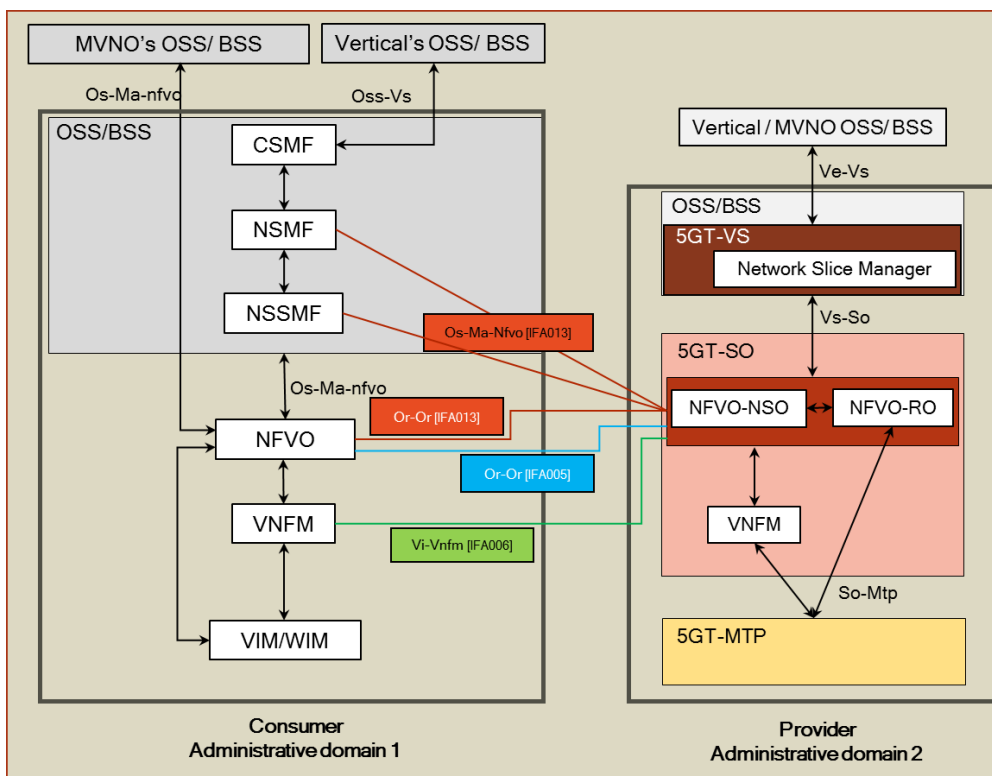 MVNO's OSS/ BSS
Vertical's OSS/ BSS
Os-Ma-nfvo
Oss-Vs
OSS/BSS
CSMF
NSMF
NSSMF
Os-Ma-nfvo
NFVO
VNFM
VIM/WIM
Os-Ma-Nfvo [IFA013]
Or-Or [IFA013]
Or-Or [IFA005]
Vi-Vnfm [IFA006]
Vertical / MVNO OSS/ BSS
Ve-Vs
OSS/BSS
5GT-VS
Network Slice Manager
Vs-So
5GT-SO
NFVO-NSO
NFVO-RO
VNFM
So-Mtp
5GT-MTP
Consumer
Administrative domain 1
Provider
Administrative domain 2